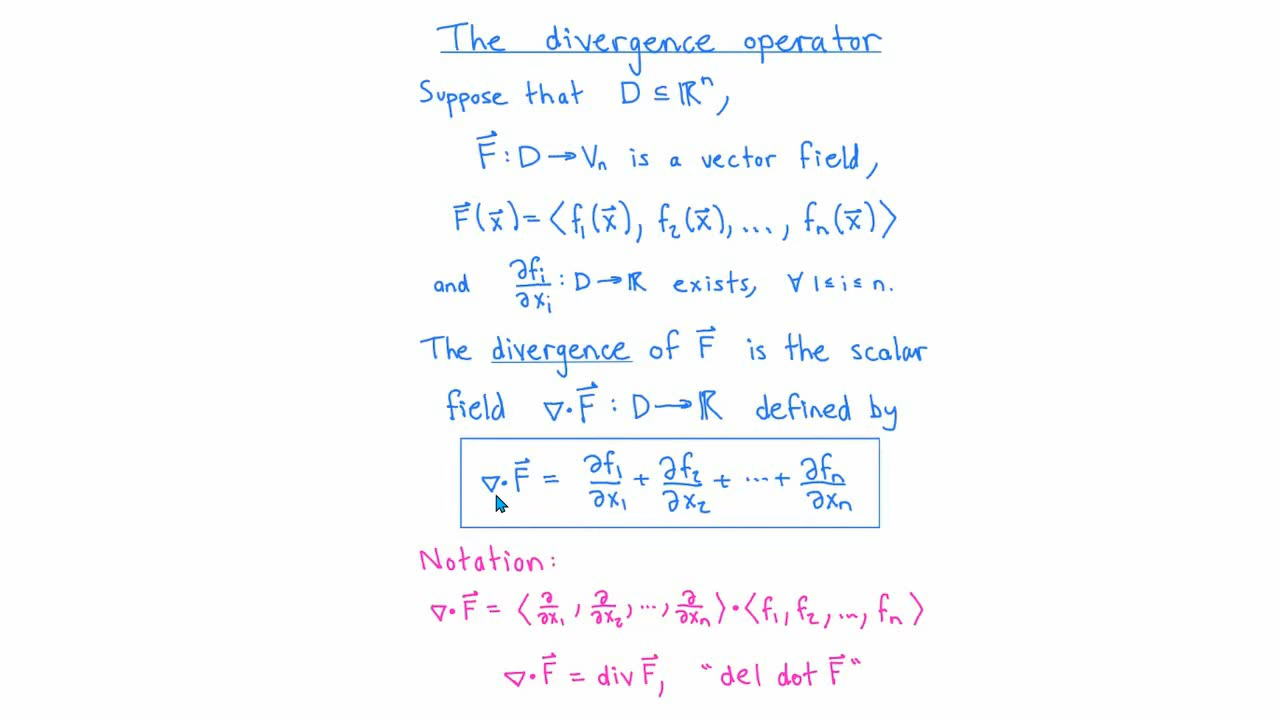 The divergence operator
Suppose that D ⊆ ℝⁿ,
F⃗ : D → Vₙ is a vector field,
F⃗(x⃗) = ⟨f₁(x⃗), f₂(x⃗), ..., fₙ(x⃗)⟩
and ∂fᵢ/∂xᵢ : D → ℝ exists, ∀ 1 ≤ i ≤ n.
The divergence of F⃗ is the scalar
field ∇·F⃗ : D → ℝ defined by
∇·F⃗ = ∂f₁/∂x₁ + ∂f₂/∂x₂ + ··· + ∂fₙ/∂xₙ
Notation:
∇·F⃗ = ⟨∂/∂x₁, ∂/∂x₂, ···, ∂/∂xₙ⟩·⟨f₁, f₂, ..., fₙ⟩
∇·F⃗ = div F⃗, "del dot F⃗"